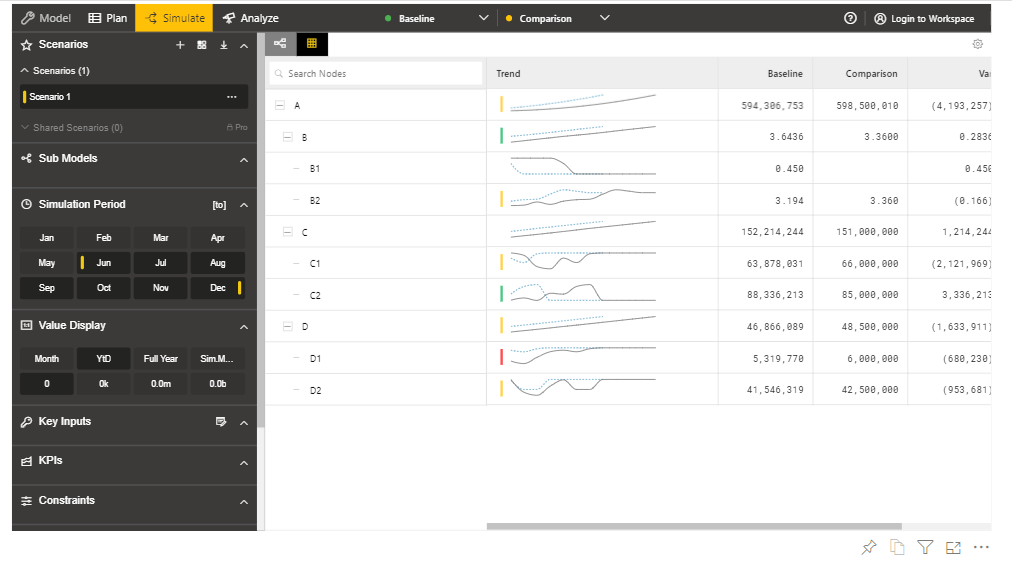 Model Plan Simulate Analyze Baseline Comparison Login to Workspace
Scenarios
Scenarios (1)
Scenario 1 ...
Shared Scenarios (0) Pro
Sub Models
Simulation Period [to]
Jan Feb Mar Apr
May Jun Jul Aug
Sep Oct Nov Dec
Value Display
Month YtD Full Year Sim.M...
0 0k 0.0m 0.0b
Key Inputs
KPIs
Constraints
Search Nodes Trend Baseline Comparison
A 594,306,753 598,500,010 (4,193,257)
B 3.6436 3.3600 0.2836
B1 0.450 0.450
B2 3.194 3.360 (0.166)
C 152,214,244 151,000,000 1,214,244
C1 63,878,031 66,000,000 (2,121,969)
C2 88,336,213 85,000,000 3,336,213
D 46,866,089 48,500,000 (1,633,911)
D1 5,319,770 6,000,000 (680,230)
D2 41,546,319 42,500,000 (953,681)